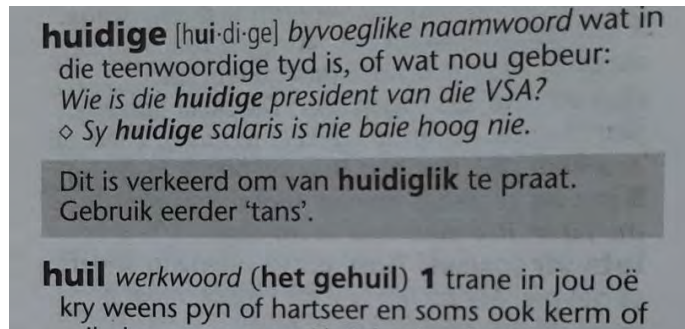 huidige [hui·di·ge] byvoeglike naamwoord wat in
die teenwoordige tyd is, of wat nou gebeur:
Wie is die huidige president van die VSA?
◇ Sy huidige salaris is nie baie hoog nie.
Dit is verkeerd om van huidiglik te praat.
Gebruik eerder ‘tans’.
huil werkwoord (het gehuil) 1 trane in jou oë
kry weens pyn of hartseer en soms ook kerm of